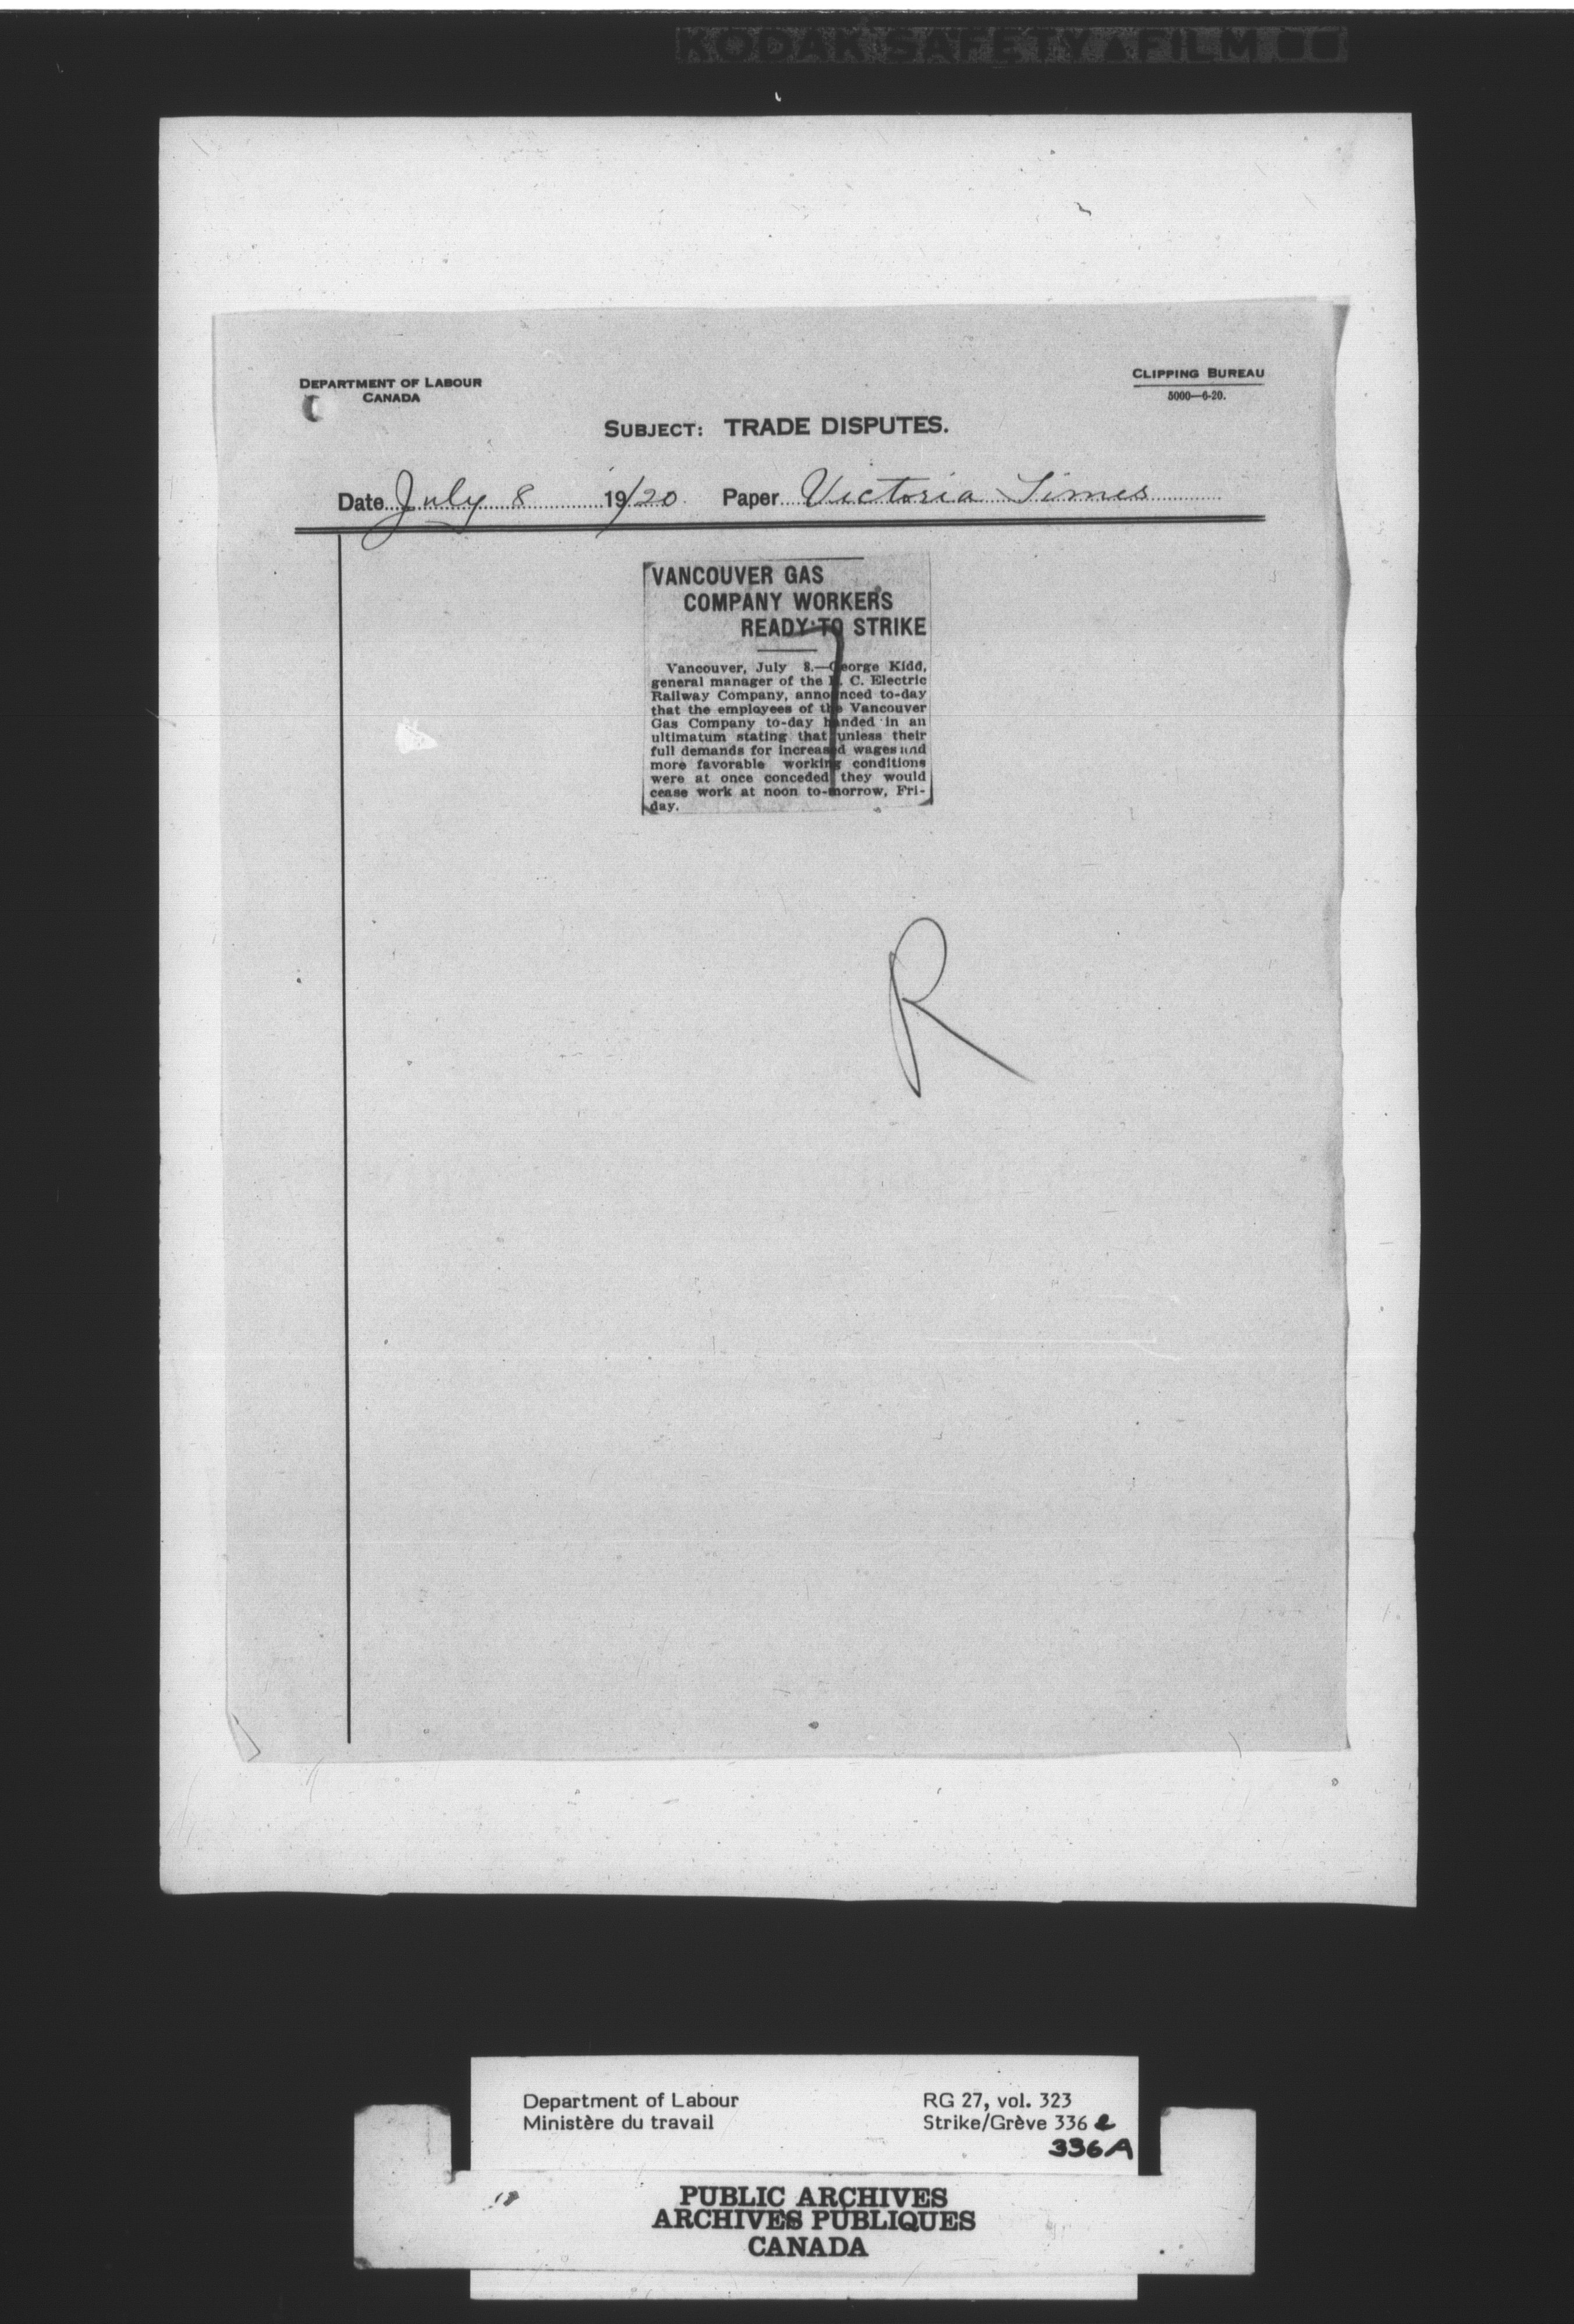 KODAK SAFETY FILM
DEPARTMENT OF LABOUR
CANADA
CLIPPING BUREAU
5000—6-20.
SUBJECT: TRADE DISPUTES.
Date July 8 19/20 Paper Victoria Times
VANCOUVER GAS
COMPANY WORKERS
READY TO STRIKE
Vancouver, July 8.—George Kidd,
general manager of the B. C. Electric
Railway Company, announced to-day
that the employees of the Vancouver
Gas Company to-day handed in an
ultimatum stating that unless their
full demands for increased wages and
more favorable working conditions
were at once conceded they would
cease work at noon to-morrow, Fri-
day.
R
Department of Labour
Ministère du travail
RG 27, vol. 323
Strike/Grève 336
336A
PUBLIC ARCHIVES
ARCHIVES PUBLIQUES
CANADA